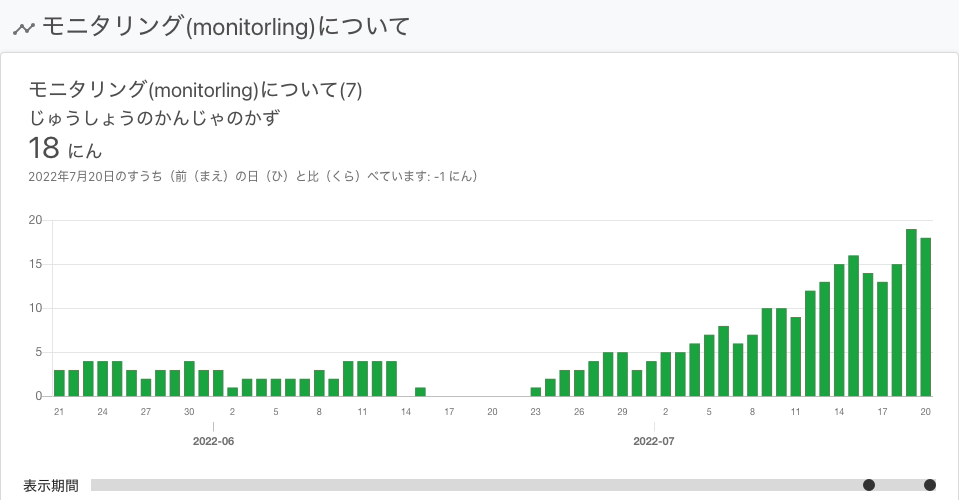 モニタリング(monitorling)について
モニタリング(monitorling)について(7)
じゅうしょうのかんじゃのかず
18 にん
2022年7月20日のすうち（前（まえ）の日（ひ）と比（くら）べています: -1 にん）
20
15
10
5
0
21 24 27 30 2 5 8 11 14 17 20 23 26 29 2 5 8 11 14 17 20
2022-06 2022-07
表示期間